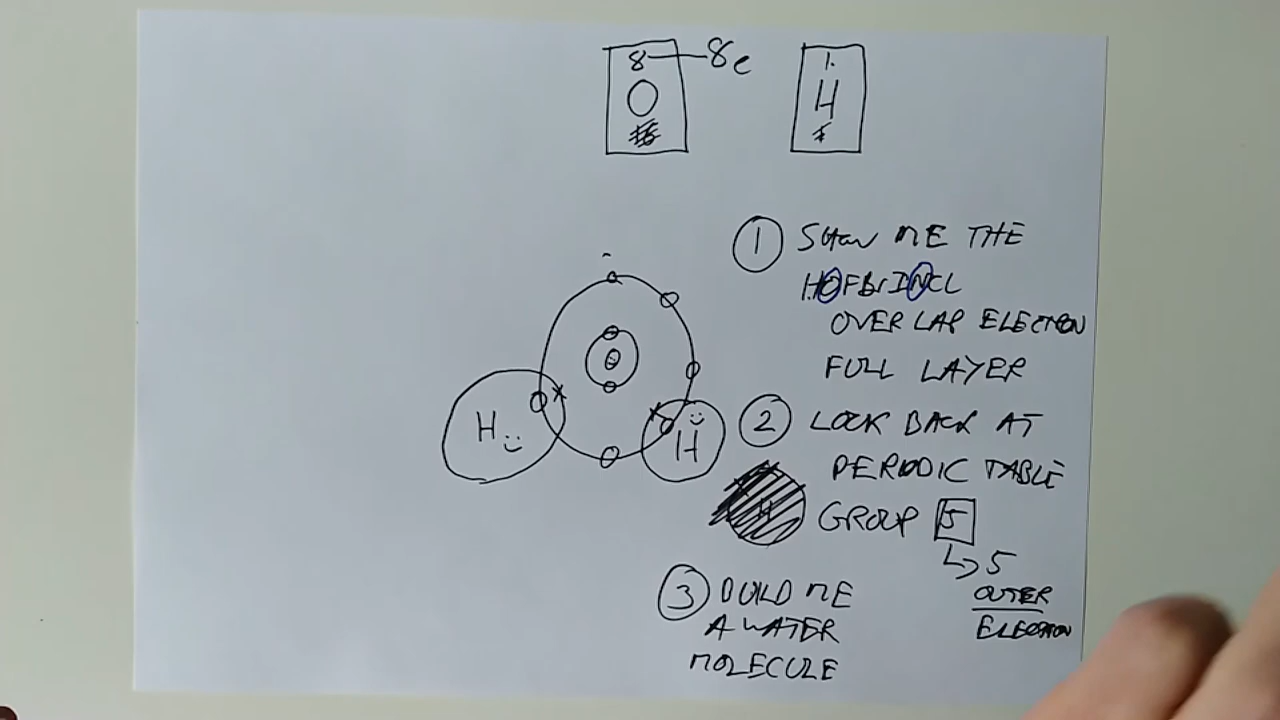 8 8e 1.
O H
1 SHOW ME THE
HOFBrINCL
OVERLAP ELECTRON
FULL LAYER
2 LOOK BACK AT
PERIODIC TABLE
H GROUP 5
↳ 5
OUTER
ELECTRON
3 BUILD ME
A WATER
MOLECULE
H H